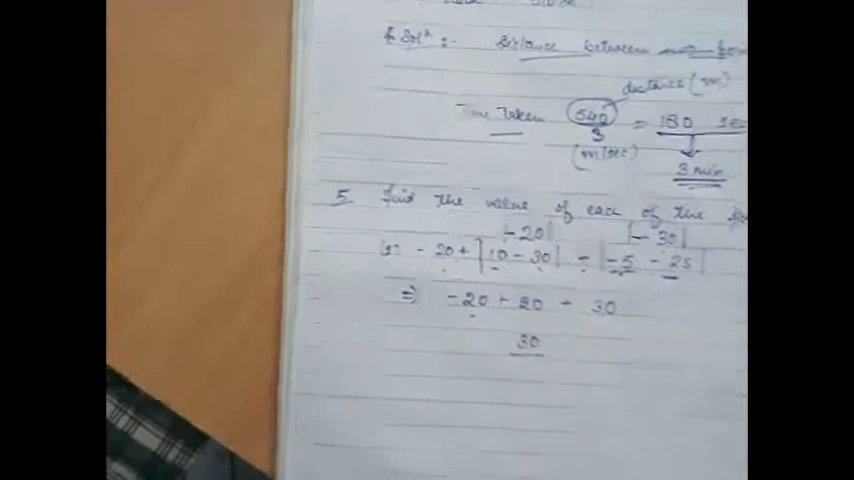 Soln :- Distance between
distance (m)
Time Taken 540/3 = 180 sec
(m/sec) 3 min
5 find the value of each of the
|-20| |-30|
- 20 + |10 - 30| - |-5 - 25|
⇒ -20 + 20 - 30
30